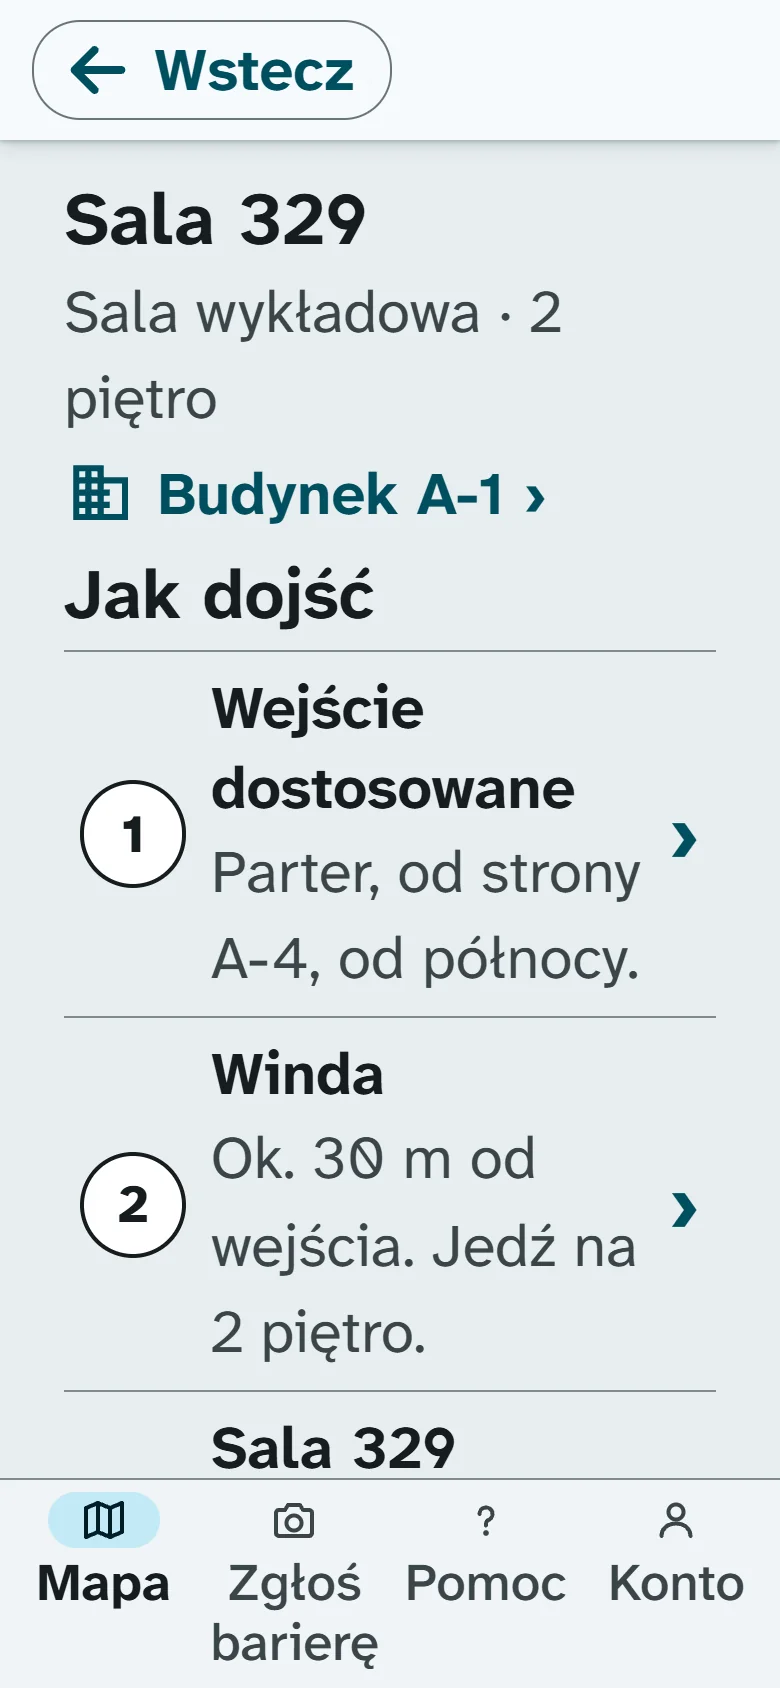 Wstecz
Sala 329
Sala wykładowa · 2
piętro
Budynek A-1 ›
Jak dojść
Wejście
dostosowane
1
Parter, od strony
A-4, od północy.
›
Winda
2
Ok. 30 m od
wejścia. Jedź na
2 piętro.
›
Sala 329
Mapa
Zgłoś
barierę
? Pomoc
Konto